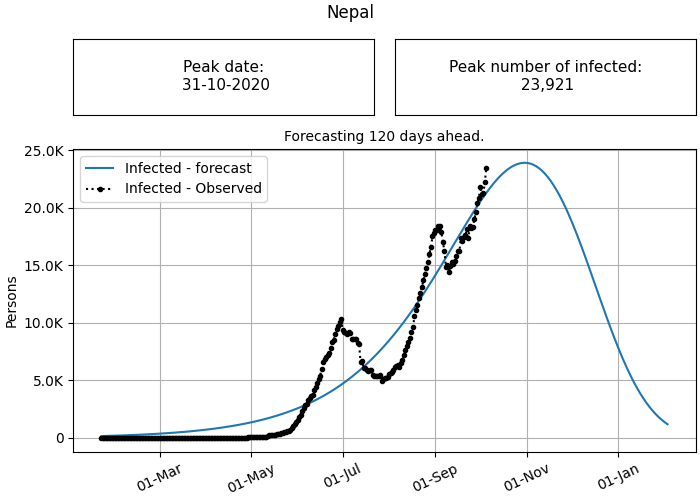 Nepal
Peak date:
31-10-2020
Peak number of infected:
23,921
Forecasting 120 days ahead.
25.0K
20.0K
15.0K
10.0K
5.0K
0
Persons
Infected - forecast
Infected - Observed
01-Mar
01-May
01-Jul
01-Sep
01-Nov
01-Jan